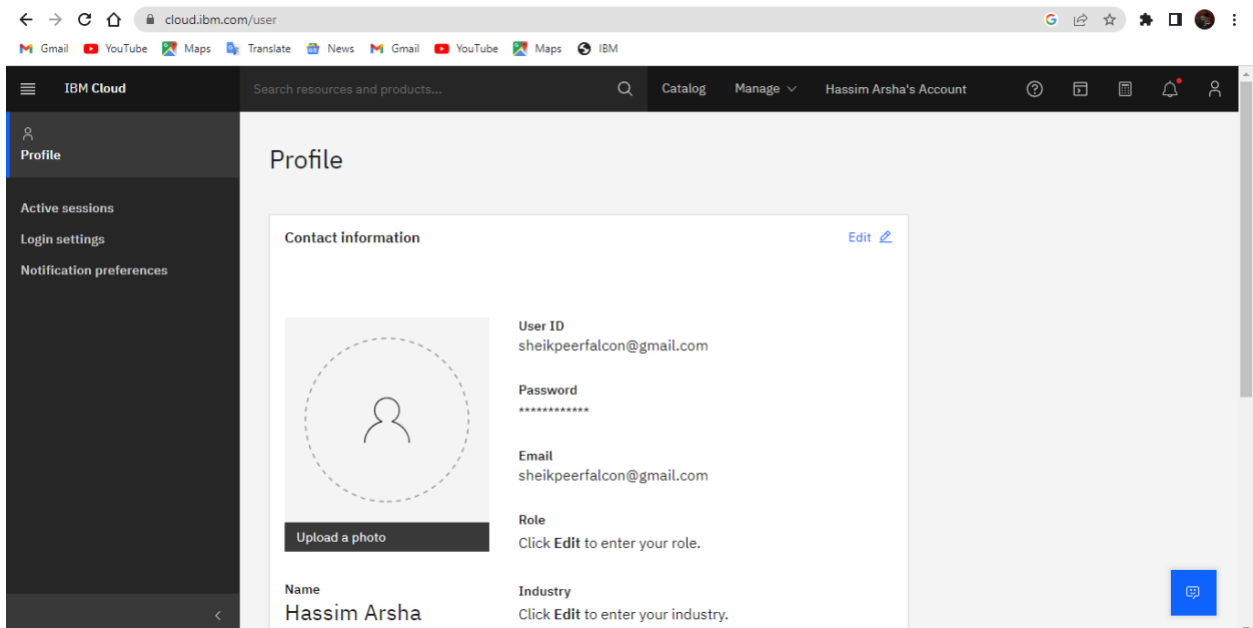 cloud.ibm.com/user
Gmail YouTube Maps Translate News Gmail YouTube Maps IBM
IBM Cloud Search resources and products... Catalog Manage Hassim Arsha's Account
Profile
Active sessions
Login settings
Notification preferences
Profile
Contact information Edit
User ID
sheikpeerfalcon@gmail.com
Password
************
Email
sheikpeerfalcon@gmail.com
Role
Click Edit to enter your role.
Upload a photo
Name
Hassim Arsha
Industry
Click Edit to enter your industry.